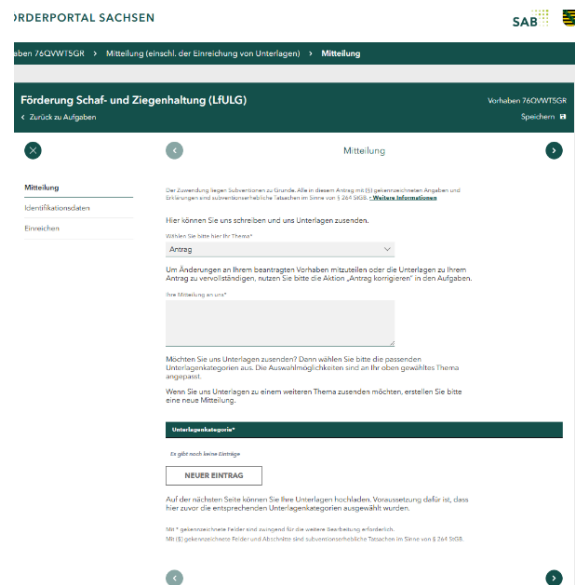 ORDERPORTAL SACHSEN
SAB
aben 76QVWT5GR > Mitteilung (einschl. der Einreichung von Unterlagen) > Mitteilung
Förderung Schaf- und Ziegenhaltung (LfULG)
Vorhaben 76QVWT5GR
< Zurück zu Aufgaben
Speichern
Mitteilung
Mitteilung
Identifikationsdaten
Einreichen
Der Zuwendung liegen Subventionen zu Grunde. Alle in diesem Antrag mit (§) gekennzeichneten Angaben und
Erklärungen sind subventionserhebliche Tatsachen im Sinne von § 264 StGB. Weitere Informationen
Hier können Sie uns schreiben und uns Unterlagen zusenden.
Wählen Sie bitte hier Ihr Thema*
Antrag
Um Änderungen an Ihrem beantragten Vorhaben mitzuteilen oder die Unterlagen zu Ihrem
Antrag zu vervollständigen, nutzen Sie bitte die Aktion „Antrag korrigieren" in den Aufgaben.
Ihre Mitteilung an uns*
Möchten Sie uns Unterlagen zusenden? Dann wählen Sie bitte die passenden
Unterlagenkategorien aus. Die Auswahlmöglichkeiten sind an Ihr oben gewähltes Thema
angepasst.
Wenn Sie uns Unterlagen zu einem weiteren Thema zusenden möchten, erstellen Sie bitte
eine neue Mitteilung.
Unterlagenkategorie*
Es gibt noch keine Einträge
NEUER EINTRAG
Auf der nächsten Seite können Sie Ihre Unterlagen hochladen. Voraussetzung dafür ist, dass
hier zuvor die entsprechenden Unterlagenkategorien ausgewählt wurden.
Mit * gekennzeichnete Felder sind zwingend für die weitere Bearbeitung erforderlich.
Mit (§) gekennzeichnete Felder und Abschnitte sind subventionserhebliche Tatsachen im Sinne von § 264 StGB.